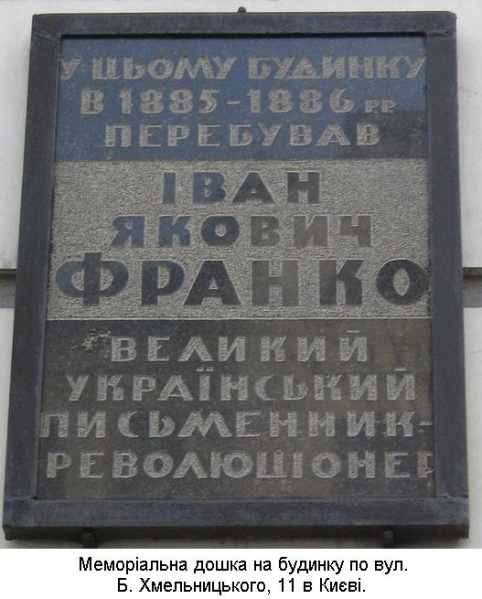 У ЦЬОМУ БУДИНКУ
В 1885-1886 РР.
ПЕРЕБУВАВ
ІВАН
ЯКОВИЧ
ФРАНКО
ВЕЛИКИЙ
УКРАЇНСЬКИЙ
ПИСЬМЕННИК-
РЕВОЛЮЦІОНЕР
Меморіальна дошка на будинку по вул.
Б. Хмельницького, 11 в Києві.